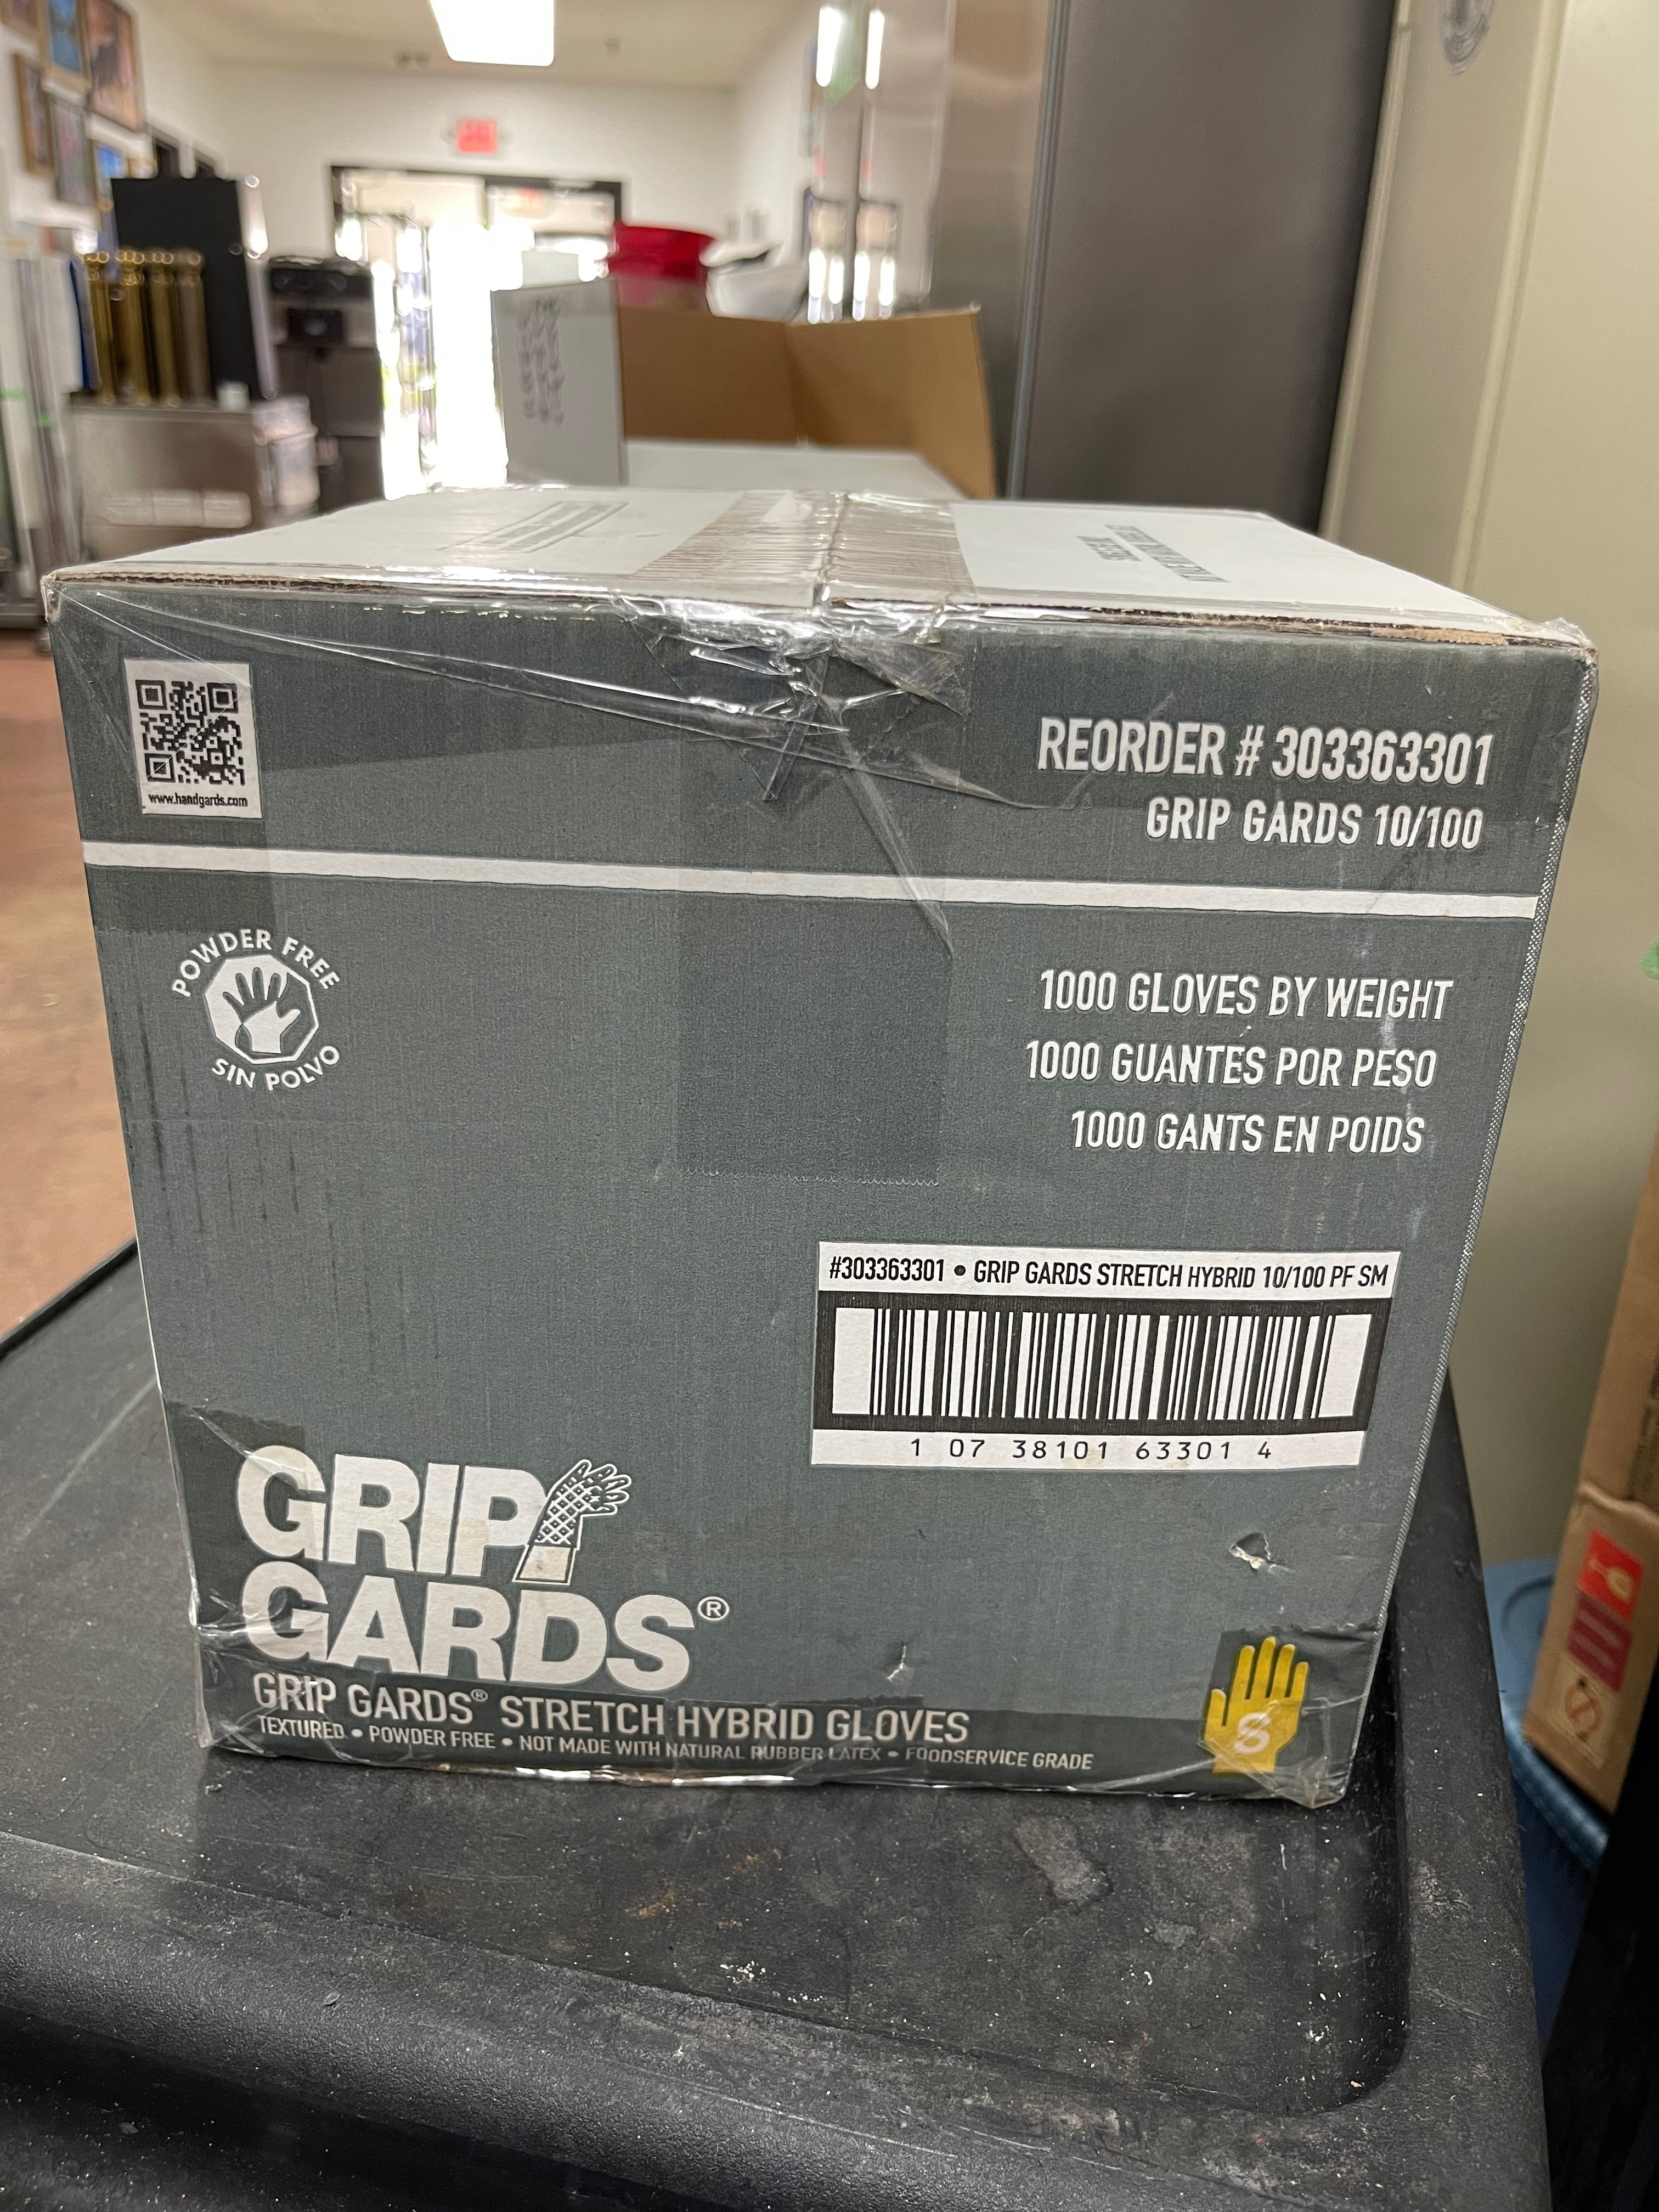 www.handgards.com
REORDER # 303363301
GRIP GARDS 10/100
POWDER FREE
SIN POLVO
1000 GLOVES BY WEIGHT
1000 GUANTES POR PESO
1000 GANTS EN POIDS
#303363301 • GRIP GARDS STRETCH HYBRID 10/100 PF SM
1 07 38101 63301 4
GRIP
GARDS®
GRIP GARDS® STRETCH HYBRID GLOVES
TEXTURED • POWDER FREE • NOT MADE WITH NATURAL RUBBER LATEX • FOODSERVICE GRADE
S